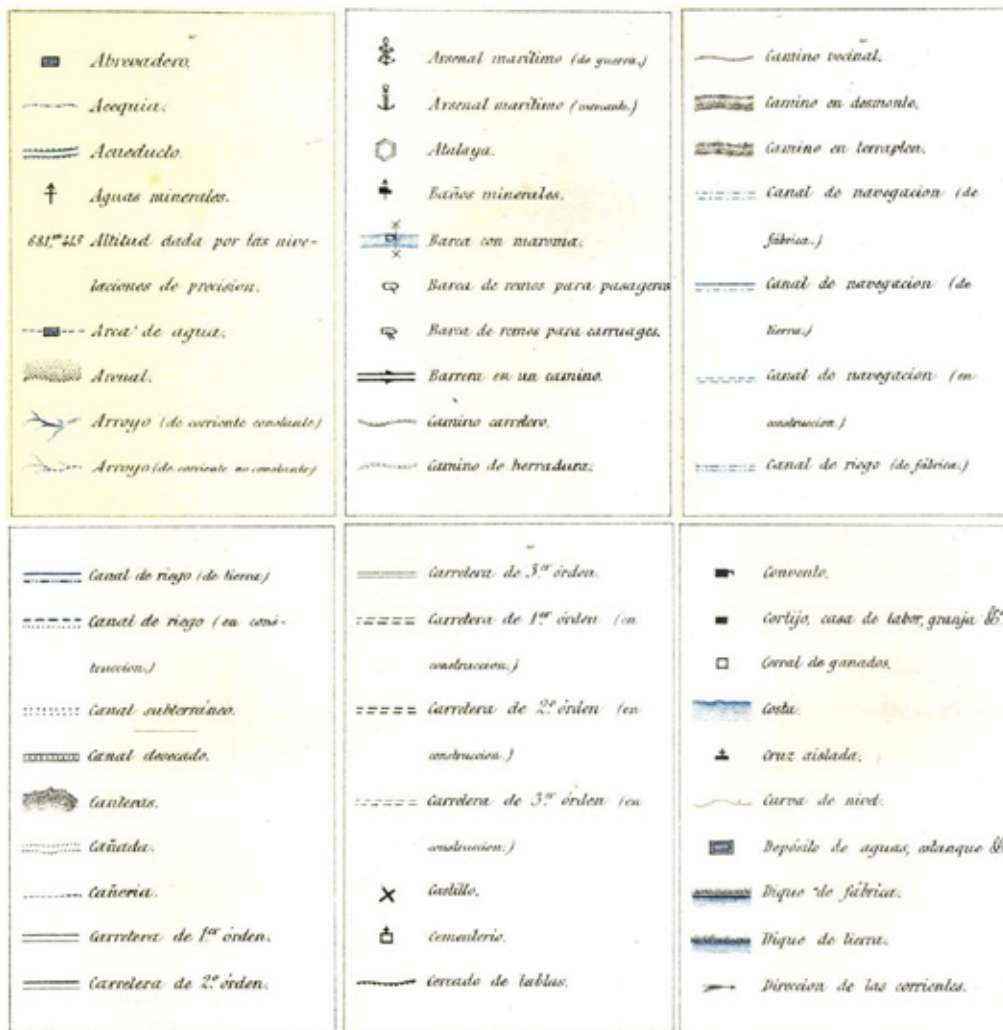 Abrevadero.
Acequia.
Acueducto.
Aguas minerales.
681,m 443 Altitud dada por las nive-
laciones de precision.
Arca de agua.
Arenal.
Arroyo (de corriente constante)
Arroyo (de corriente no constante)
Arsenal marítimo (de guerra.)
Arsenal marítimo (mercante.)
Atalaya.
Baños minerales.
Barca con maroma.
Barca de remos para pasageros
Barca de remos para carruages.
Barrera en un camino.
Camino carretero.
Camino de herradura.
Camino vecinal.
Camino en desmonte.
Camino en terraplen.
Canal de navegacion (de
fábrica.)
Canal de navegacion (de
tierra.)
Canal de navegacion (en
construccion.)
Canal de riego (de fábrica.)
Canal de riego (de tierra)
Canal de riego (en cons-
truccion.)
Canal subterráneo.
Canal desecado.
Canteras.
Cañada.
Cañeria.
Carretera de 1.er órden.
Carretera de 2.º órden.
Carretera de 3.er órden.
Carretera de 1.er órden (en
construccion.)
Carretera de 2.º órden (en
construccion.)
Carretera de 3.er órden (en
construccion.)
Castillo.
Cementerio.
Cercado de tablas.
Convento.
Cortijo, casa de labor, granja &.
Corral de ganados.
Costa.
Cruz aislada.
Curva de nivel.
Depósito de aguas, estanque &
Dique de fábrica.
Dique de tierra.
Direccion de las corrientes.